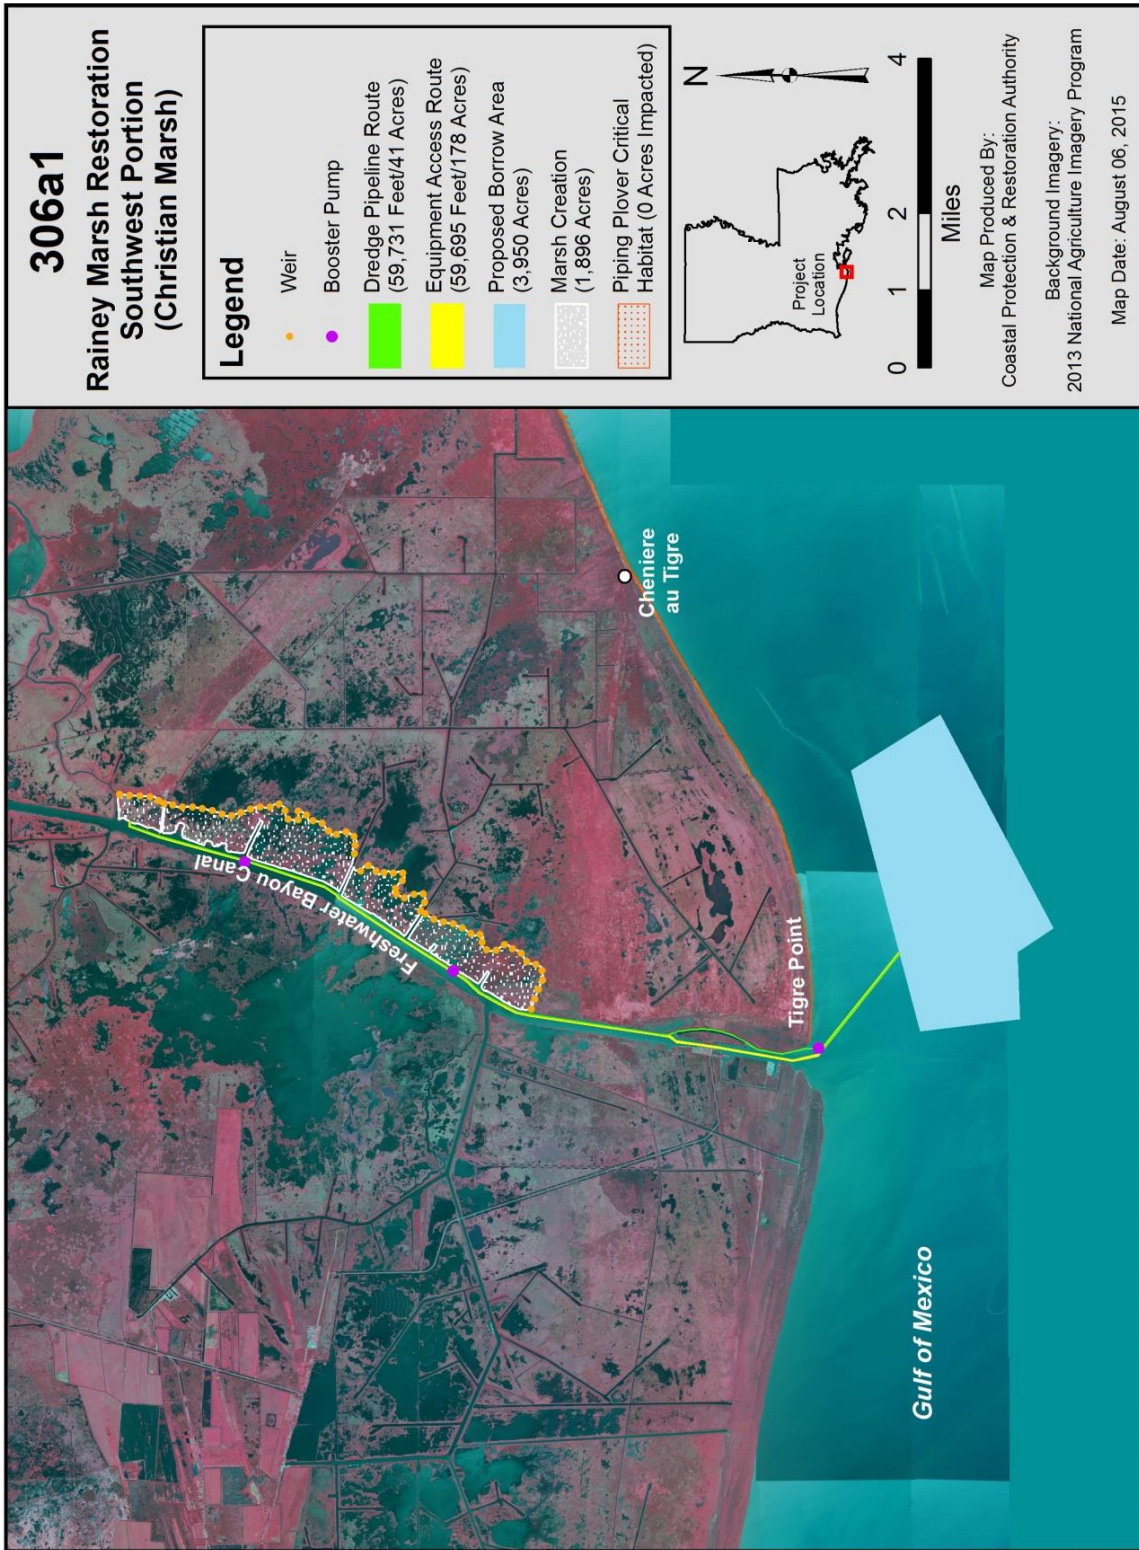 306a1
Rainey Marsh Restoration
Southwest Portion
(Christian Marsh)
Legend
Weir
Booster Pump
Dredge Pipeline Route
(59,731 Feet/41 Acres)
Equipment Access Route
(59,695 Feet/178 Acres)
Proposed Borrow Area
(3,950 Acres)
Marsh Creation
(1,896 Acres)
Piping Plover Critical
Habitat (0 Acres Impacted)
Project
Location
N
0 1 2 4
Miles
Map Produced By:
Coastal Protection & Restoration Authority
Background Imagery:
2013 National Agriculture Imagery Program
Map Date: August 06, 2015
Freshwater Bayou Canal
Cheniere
au Tigre
Tigre Point
Gulf of Mexico